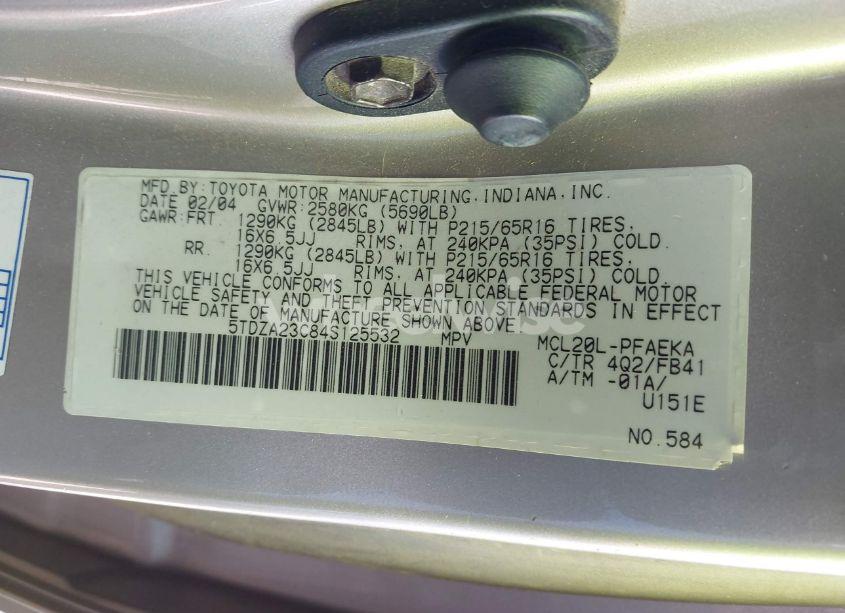 MFD.BY:TOYOTA MOTOR MANUFACTURING.INDIANA.INC.
DATE 02/04 GVWR:2580KG (5690LB)
GAWR:FRT. 1290KG (2845LB) WITH P215/65R16 TIRES,
16X6.5JJ RIMS, AT 240KPA (35PSI) COLD.
RR. 1290KG (2845LB) WITH P215/65R16 TIRES,
16X6.5JJ RIMS, AT 240KPA (35PSI) COLD.
THIS VEHICLE CONFORMS TO ALL APPLICABLE FEDERAL MOTOR
VEHICLE SAFETY AND THEFT PREVENTION STANDARDS IN EFFECT
ON THE DATE OF MANUFACTURE SHOWN ABOVE.
5TDZA23C84S125532 MPV MCL20L-PFAEKA
C/TR 4Q2/FB41
A/TM -01A/
U151E
NO.584